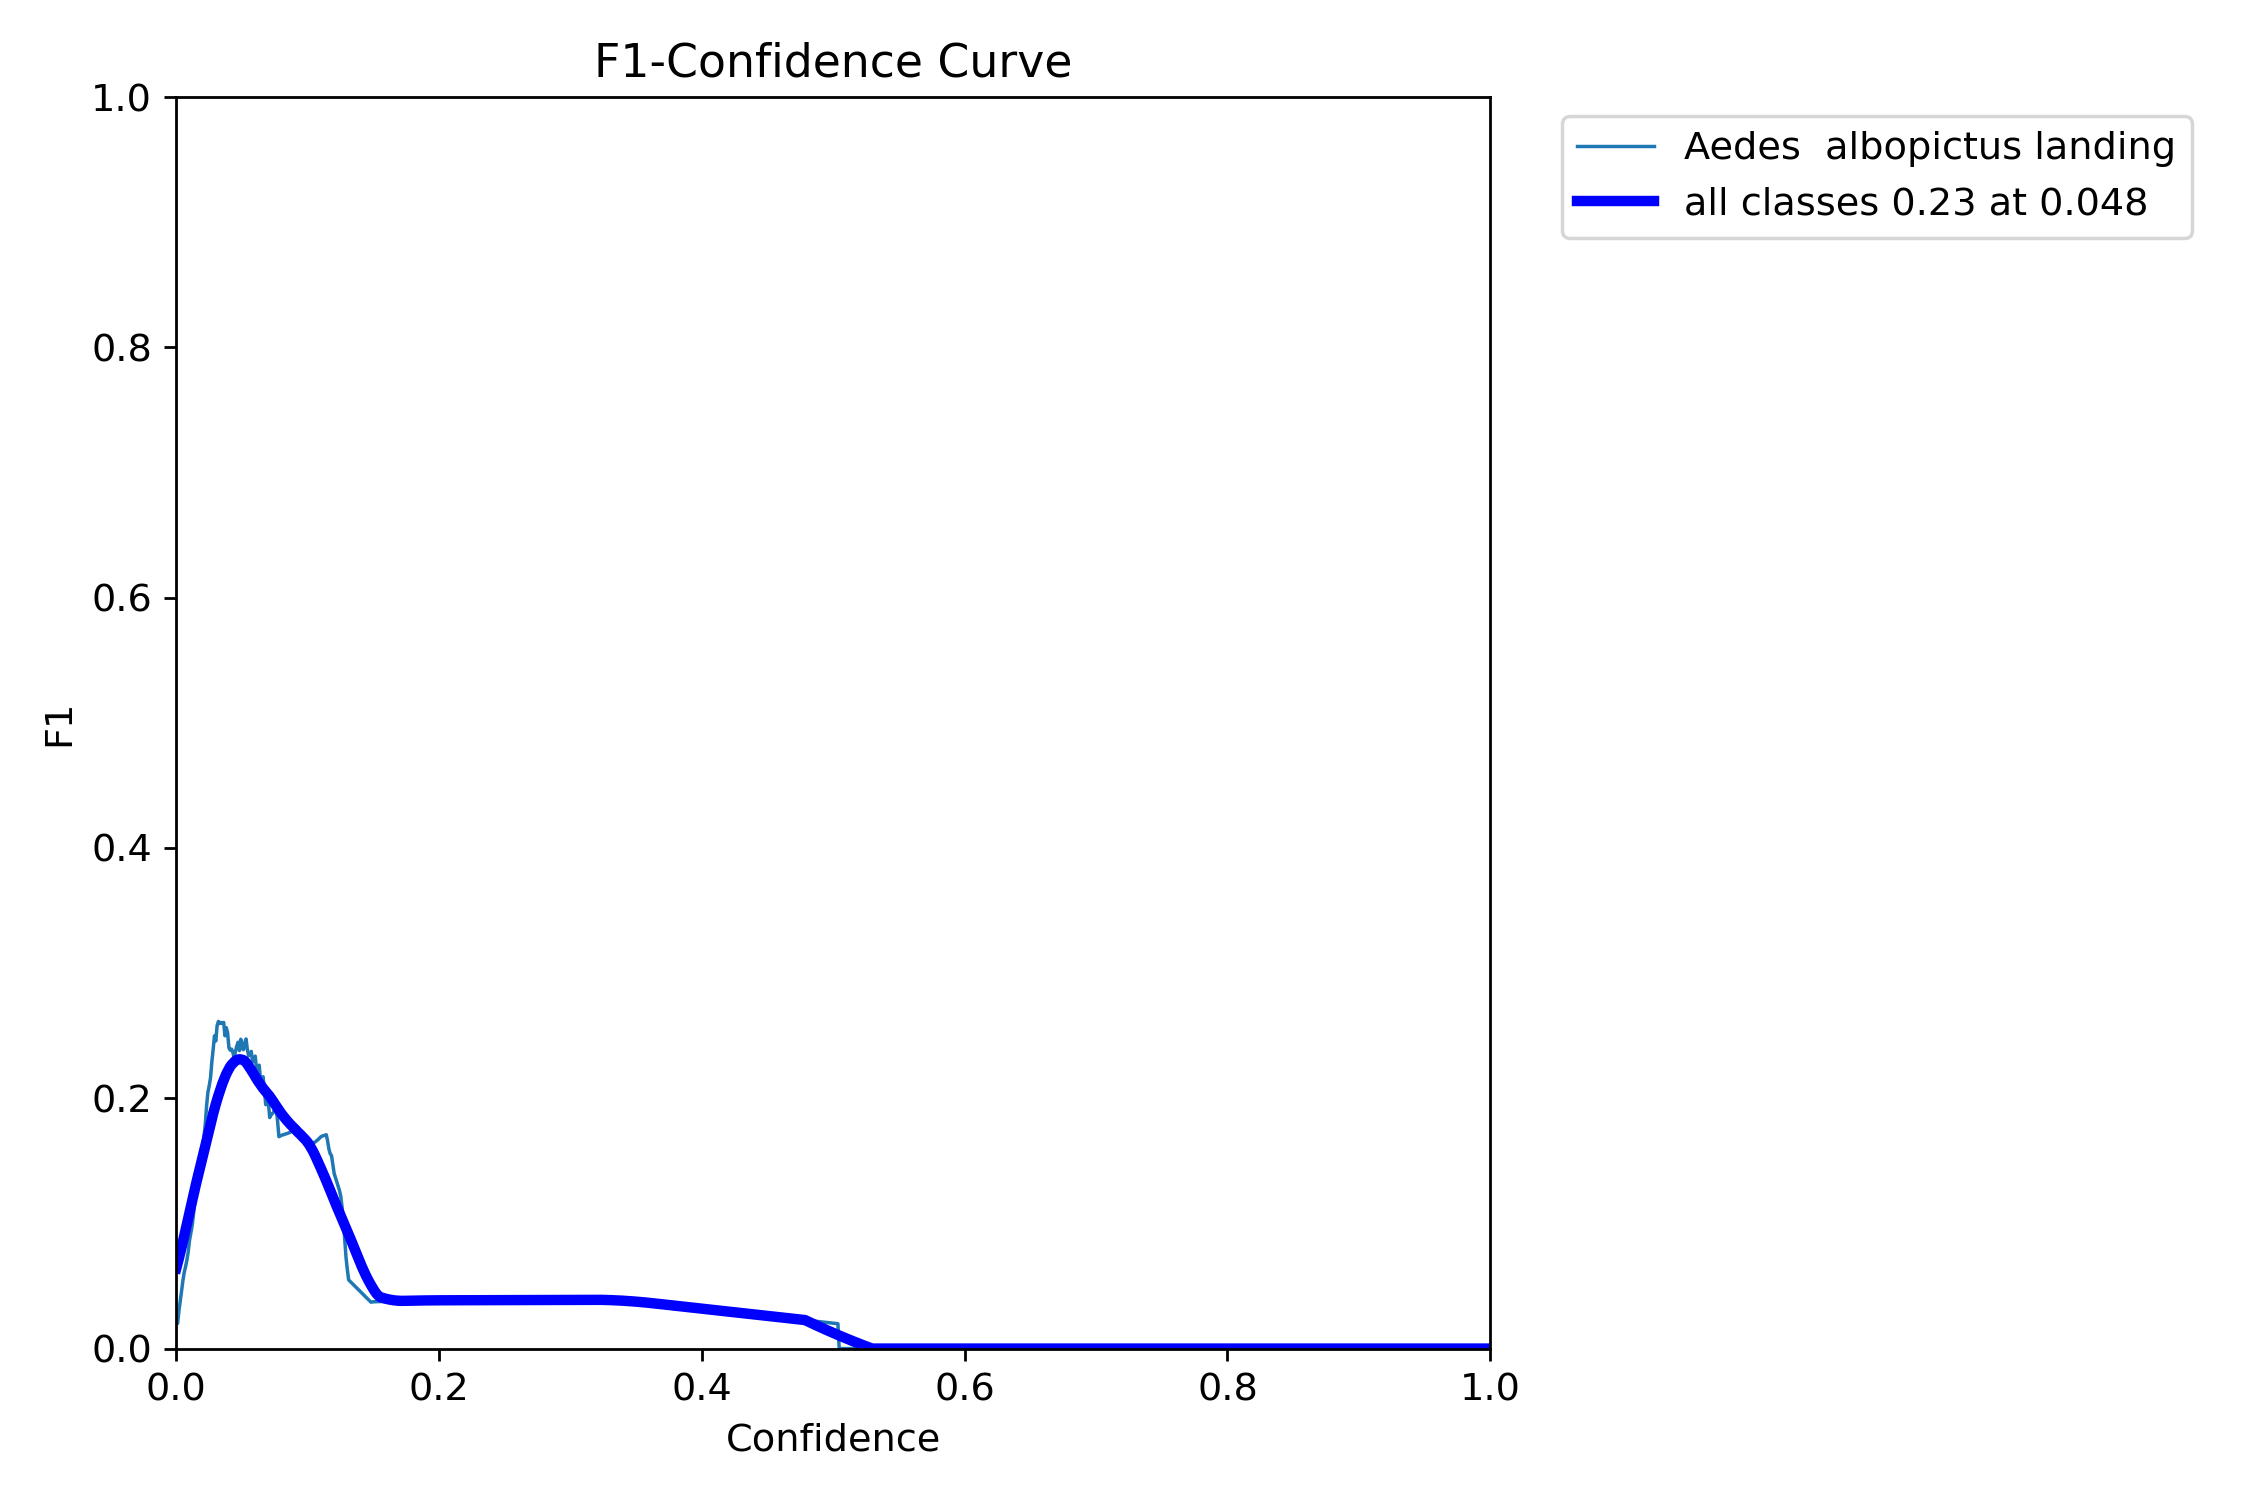 F1-Confidence Curve
1.0
0.8
0.6
0.4
0.2
0.0
F1
0.0 0.2 0.4 0.6 0.8 1.0
Confidence
Aedes  albopictus landing
all classes 0.23 at 0.048